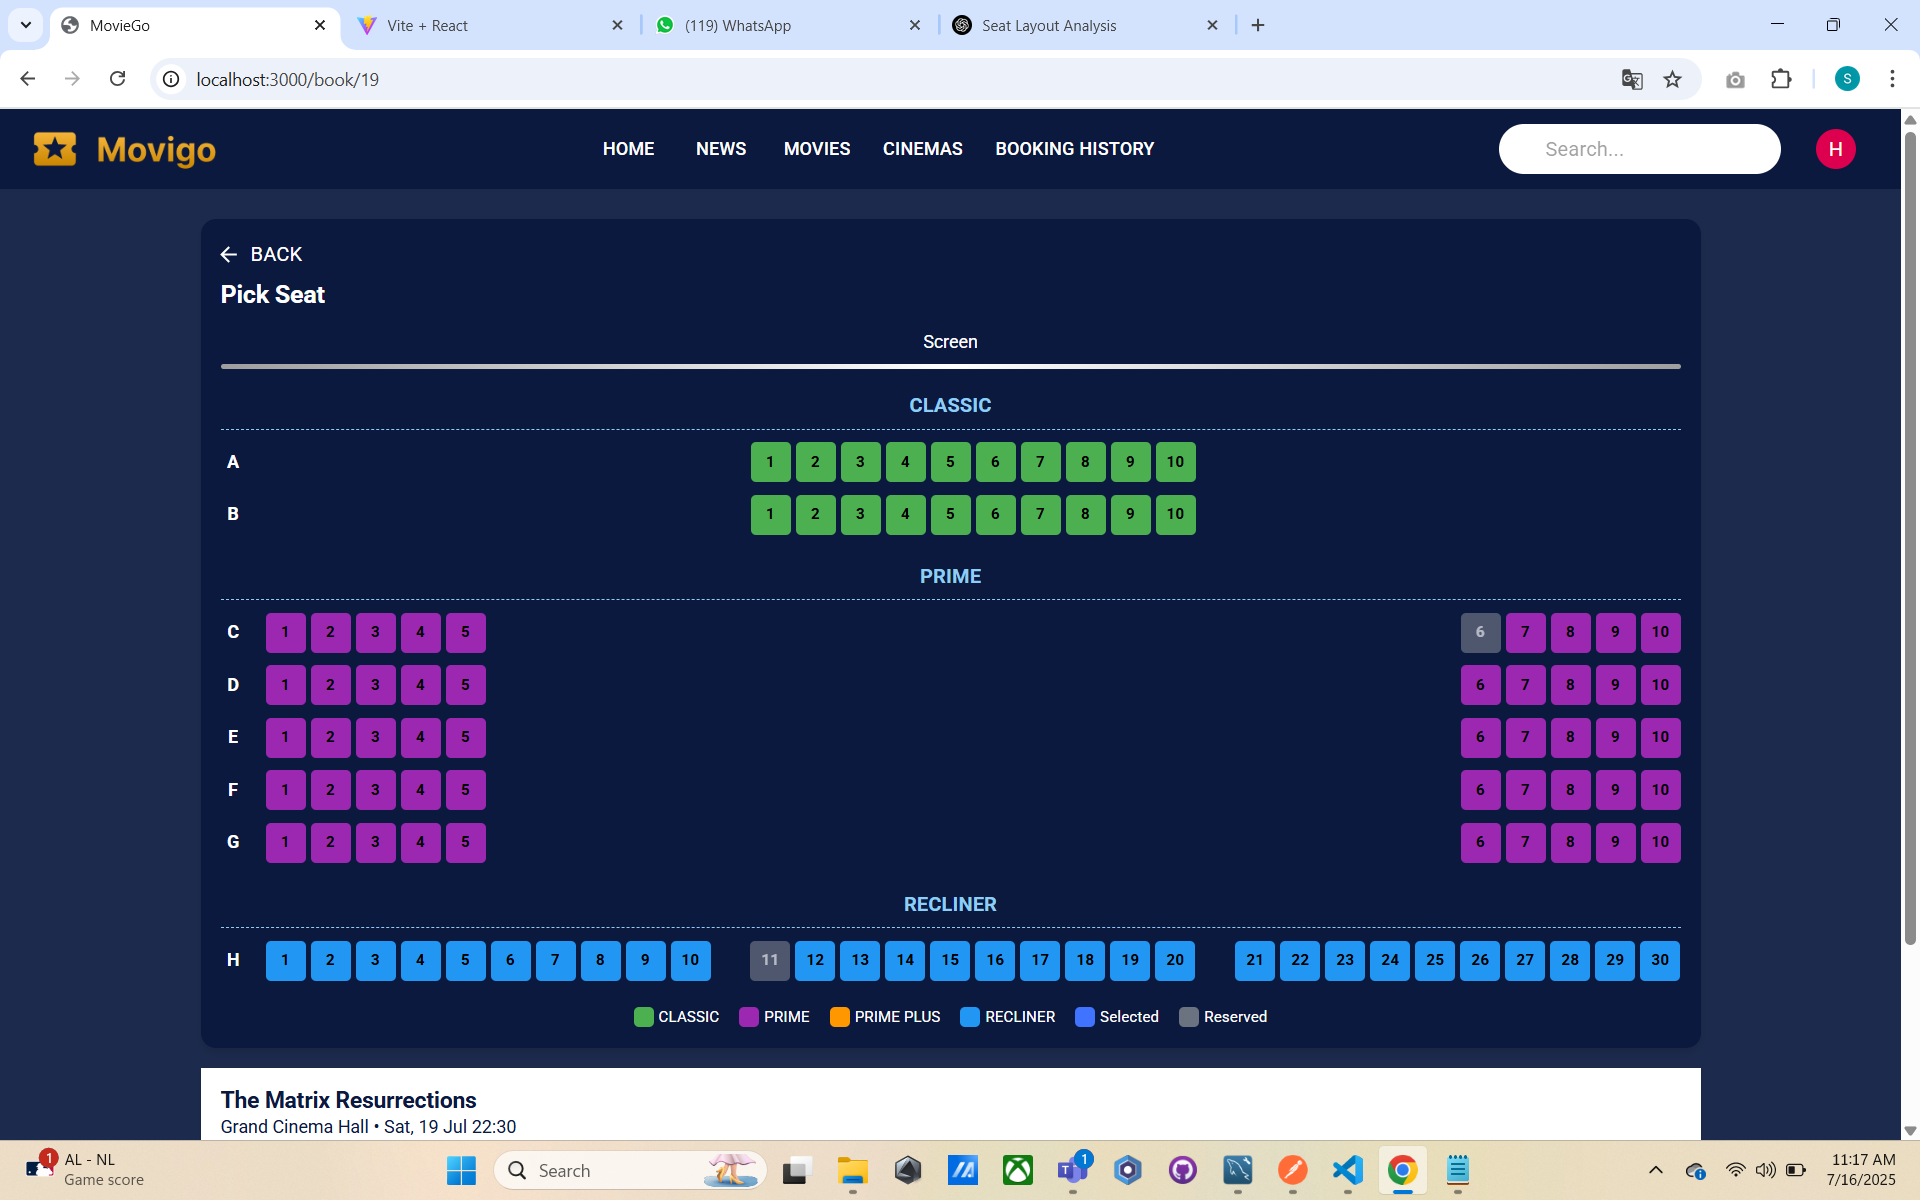 MovieGo
Vite + React
(119) WhatsApp
Seat Layout Analysis
localhost:3000/book/19
S
Movigo
HOME NEWS MOVIES CINEMAS BOOKING HISTORY
Search...
H
BACK
Pick Seat
Screen
CLASSIC
A 1 2 3 4 5 6 7 8 9 10
B 1 2 3 4 5 6 7 8 9 10
PRIME
C 1 2 3 4 5 6 7 8 9 10
D 1 2 3 4 5 6 7 8 9 10
E 1 2 3 4 5 6 7 8 9 10
F 1 2 3 4 5 6 7 8 9 10
G 1 2 3 4 5 6 7 8 9 10
RECLINER
H 1 2 3 4 5 6 7 8 9 10 11 12 13 14 15 16 17 18 19 20 21 22 23 24 25 26 27 28 29 30
CLASSIC PRIME PRIME PLUS RECLINER Selected Reserved
The Matrix Resurrections
Grand Cinema Hall • Sat, 19 Jul 22:30
1
AL - NL
Game score
Search
1
11:17 AM
7/16/2025